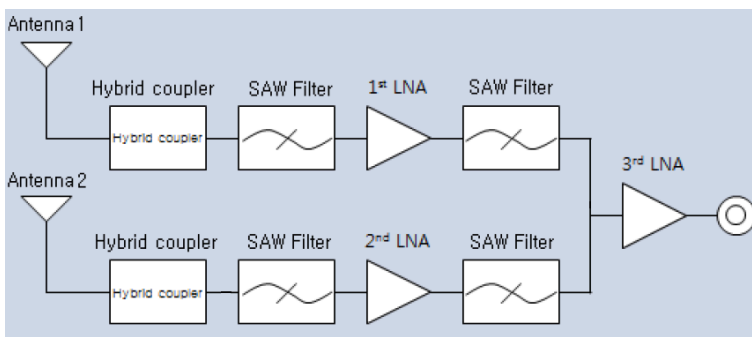 Antenna 1
Hybrid coupler SAW Filter 1st LNA SAW Filter
Hybrid coupler
3rd LNA
Antenna 2
Hybrid coupler SAW Filter 2nd LNA SAW Filter
Hybrid coupler